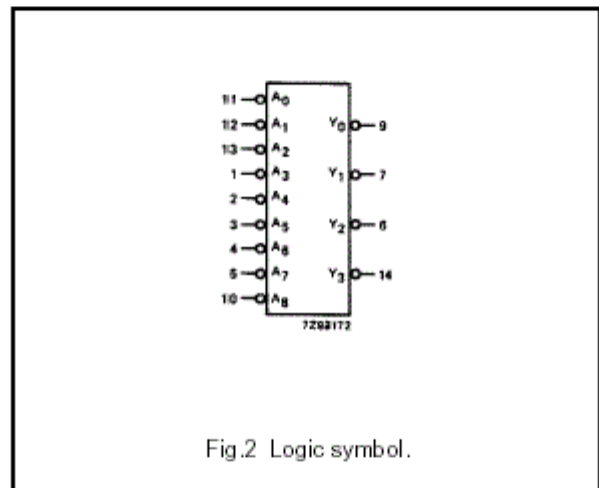 11 A0
12 A1
13 A2
1 A3
2 A4
3 A5
4 A6
5 A7
10 A8
Y0 9
Y1 7
Y2 6
Y3 14
7Z93172
Fig.2 Logic symbol.